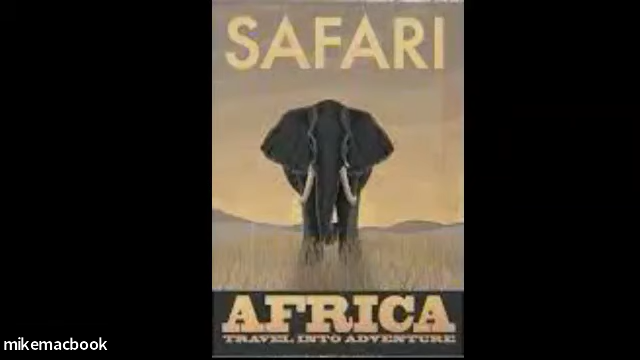 SAFARI
AFRICA
TRAVEL INTO ADVENTURE
mikemacbook